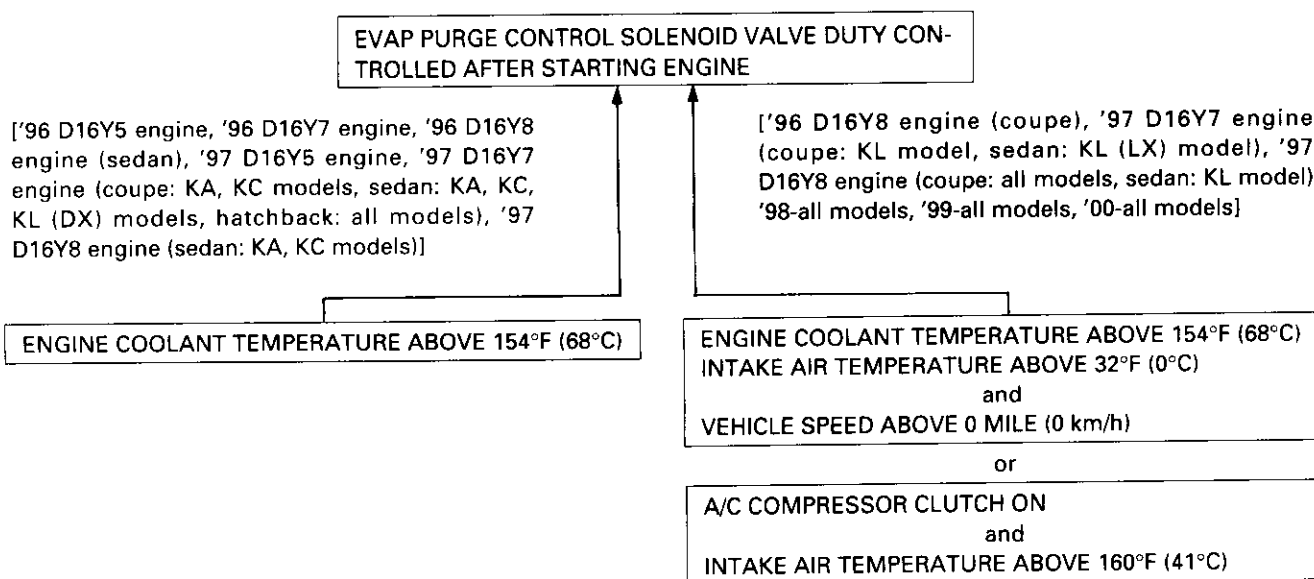 EVAP PURGE CONTROL SOLENOID VALVE DUTY CON-
TROLLED AFTER STARTING ENGINE
['96 D16Y5 engine, '96 D16Y7 engine, '96 D16Y8
engine (sedan), '97 D16Y5 engine, '97 D16Y7
engine (coupe: KA, KC models, sedan: KA, KC,
KL (DX) models, hatchback: all models), '97
D16Y8 engine (sedan: KA, KC models)]
['96 D16Y8 engine (coupe), '97 D16Y7 engine
(coupe: KL model, sedan: KL (LX) model), '97
D16Y8 engine (coupe: all models, sedan: KL model)
'98-all models, '99-all models, '00-all models]
ENGINE COOLANT TEMPERATURE ABOVE 154°F (68°C)
ENGINE COOLANT TEMPERATURE ABOVE 154°F (68°C)
INTAKE AIR TEMPERATURE ABOVE 32°F (0°C)
and
VEHICLE SPEED ABOVE 0 MILE (0 km/h)
or
A/C COMPRESSOR CLUTCH ON
and
INTAKE AIR TEMPERATURE ABOVE 160°F (41°C)